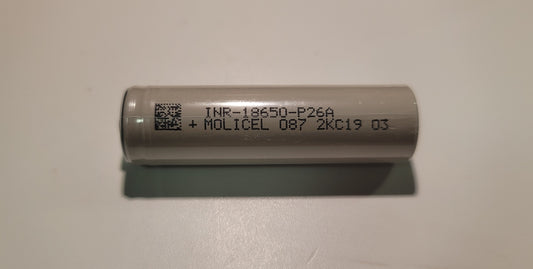 INR-18650-P26A
+ MOLICEL 087 2KC19 03